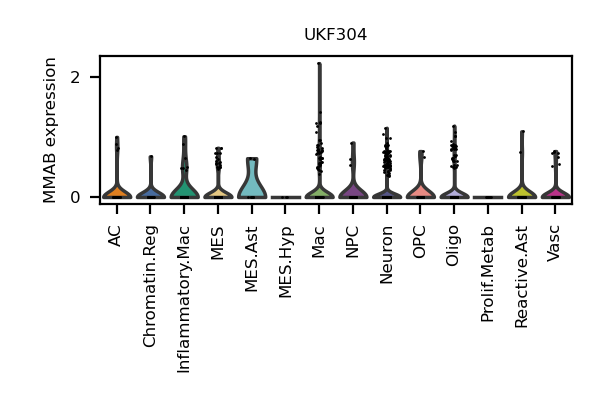 UKF304
MMAB expression
2
0
AC
Chromatin.Reg
Inflammatory.Mac
MES
MES.Ast
MES.Hyp
Mac
NPC
Neuron
OPC
Oligo
Prolif.Metab
Reactive.Ast
Vasc